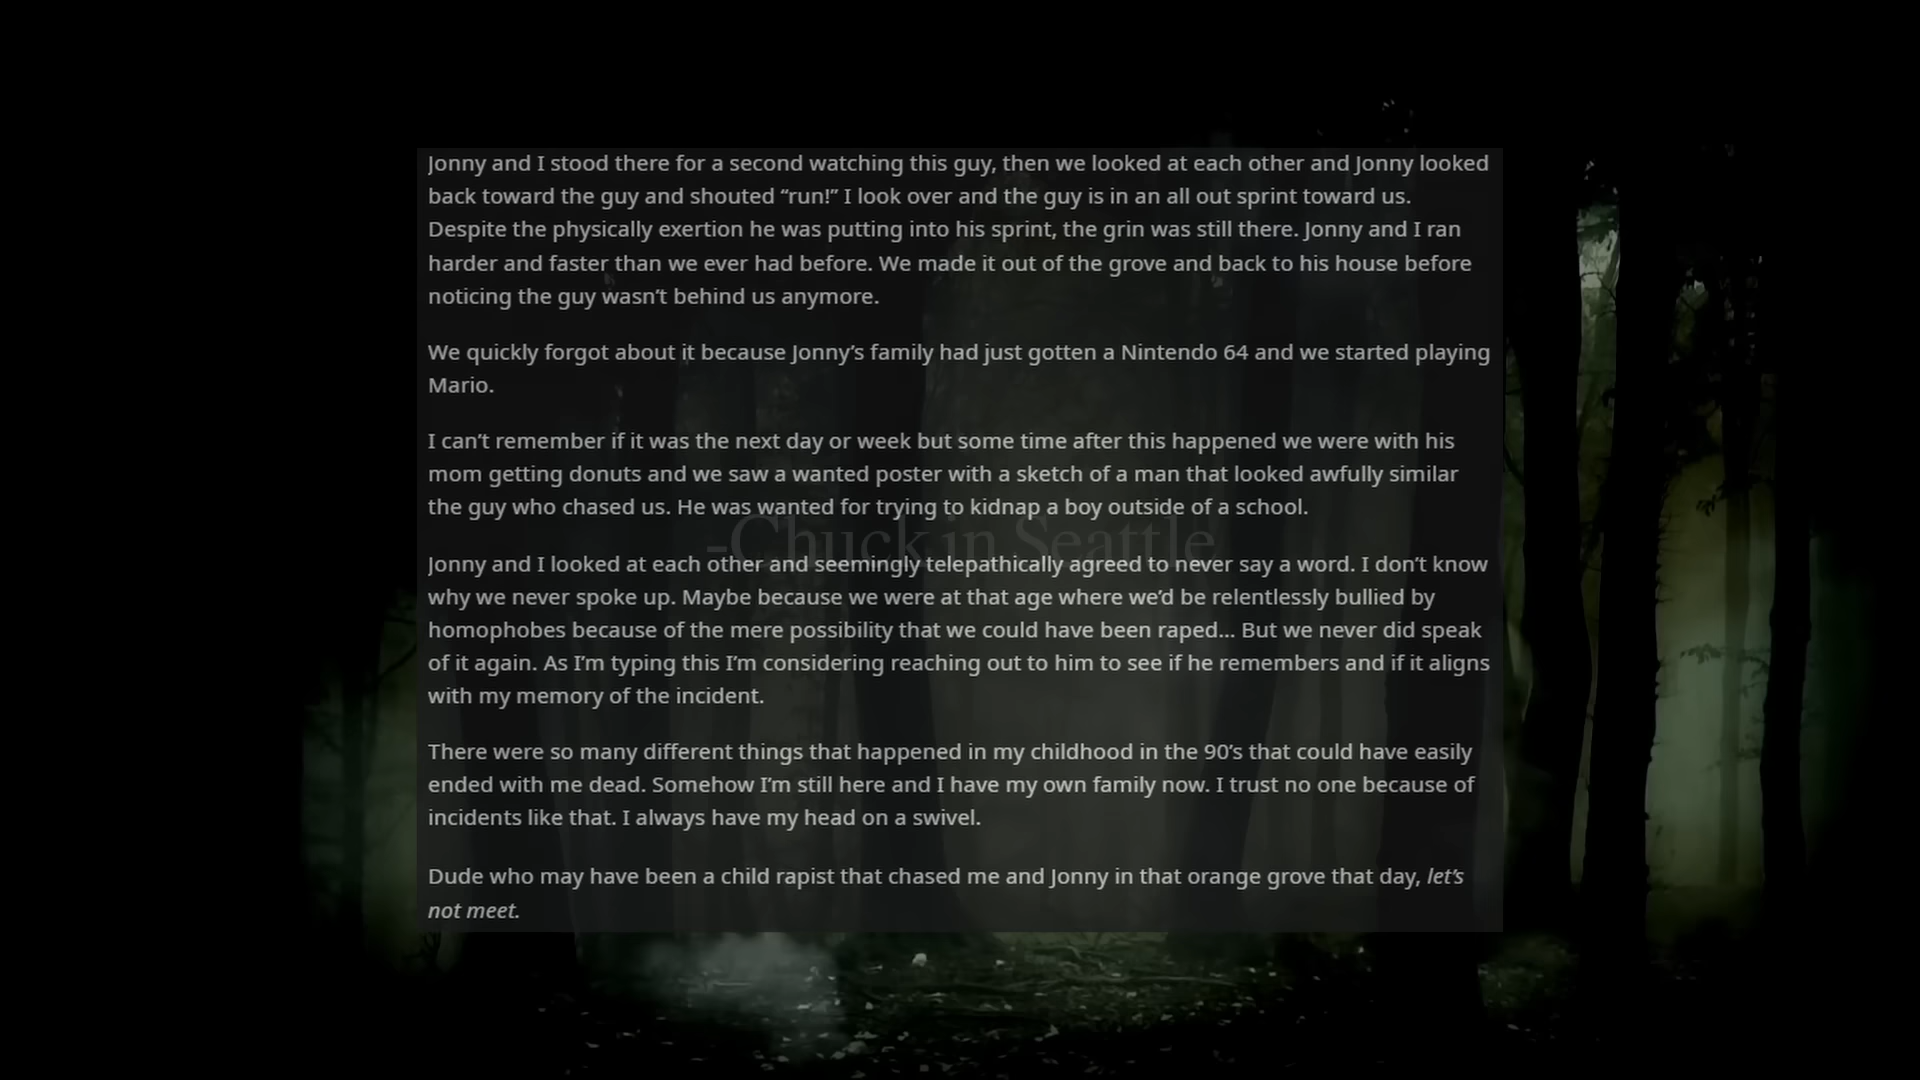 Jonny and I stood there for a second watching this guy, then we looked at each other and Jonny looked
back toward the guy and shouted “run!” I look over and the guy is in an all out sprint toward us.
Despite the physically exertion he was putting into his sprint, the grin was still there. Jonny and I ran
harder and faster than we ever had before. We made it out of the grove and back to his house before
noticing the guy wasn’t behind us anymore.
We quickly forgot about it because Jonny’s family had just gotten a Nintendo 64 and we started playing
Mario.
I can’t remember if it was the next day or week but some time after this happened we were with his
mom getting donuts and we saw a wanted poster with a sketch of a man that looked awfully similar
the guy who chased us. He was wanted for trying to kidnap a boy outside of a school.
-Chuck in Seattle
Jonny and I looked at each other and seemingly telepathically agreed to never say a word. I don’t know
why we never spoke up. Maybe because we were at that age where we’d be relentlessly bullied by
homophobes because of the mere possibility that we could have been raped... But we never did speak
of it again. As I’m typing this I’m considering reaching out to him to see if he remembers and if it aligns
with my memory of the incident.
There were so many different things that happened in my childhood in the 90’s that could have easily
ended with me dead. Somehow I’m still here and I have my own family now. I trust no one because of
incidents like that. I always have my head on a swivel.
Dude who may have been a child rapist that chased me and Jonny in that orange grove that day, let’s
not meet.